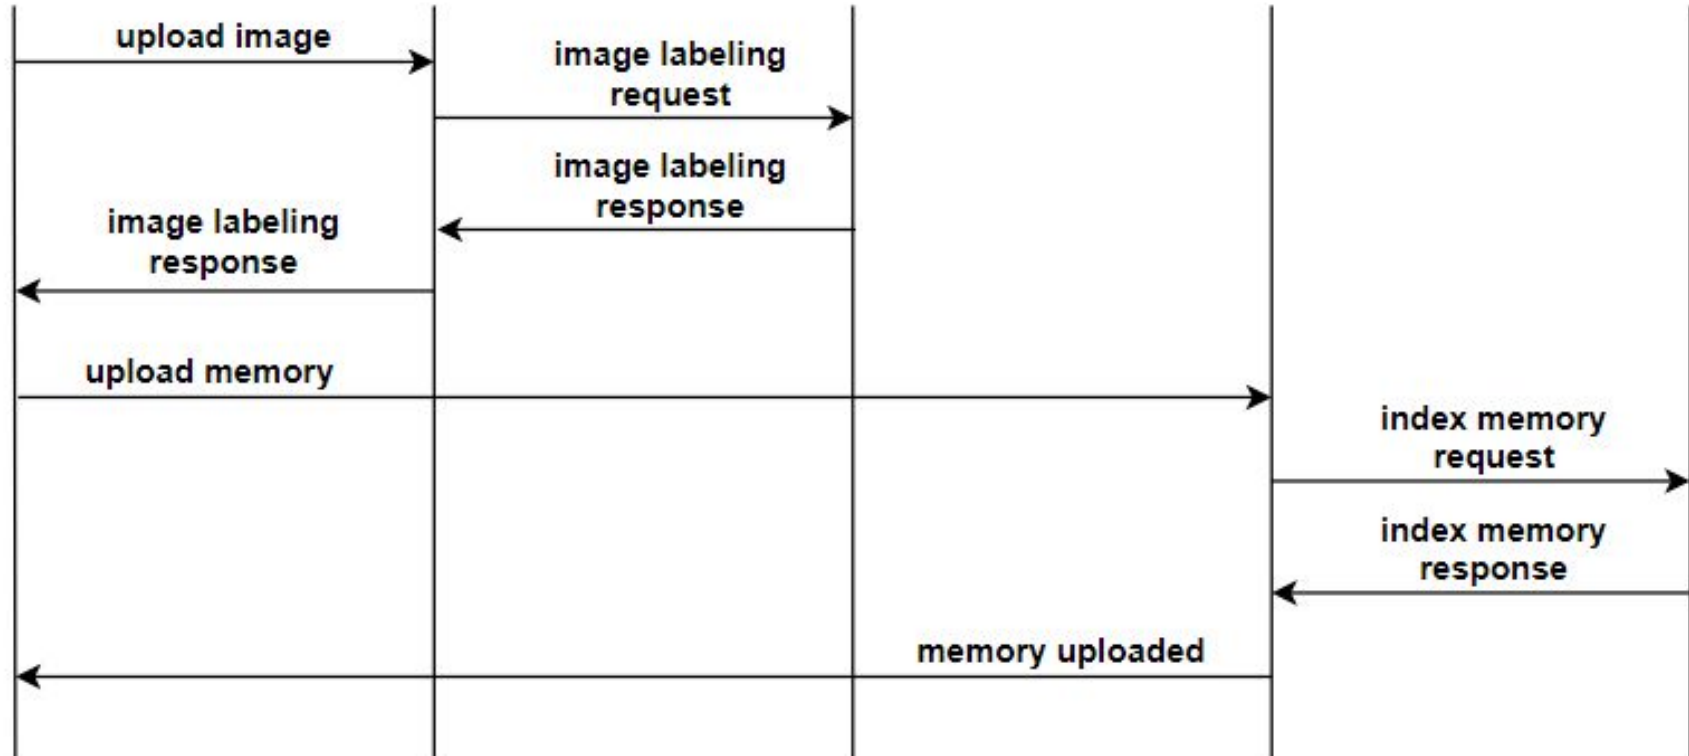 upload image
image labeling
request
image labeling
response
image labeling
response
upload memory
index memory
request
index memory
response
memory uploaded